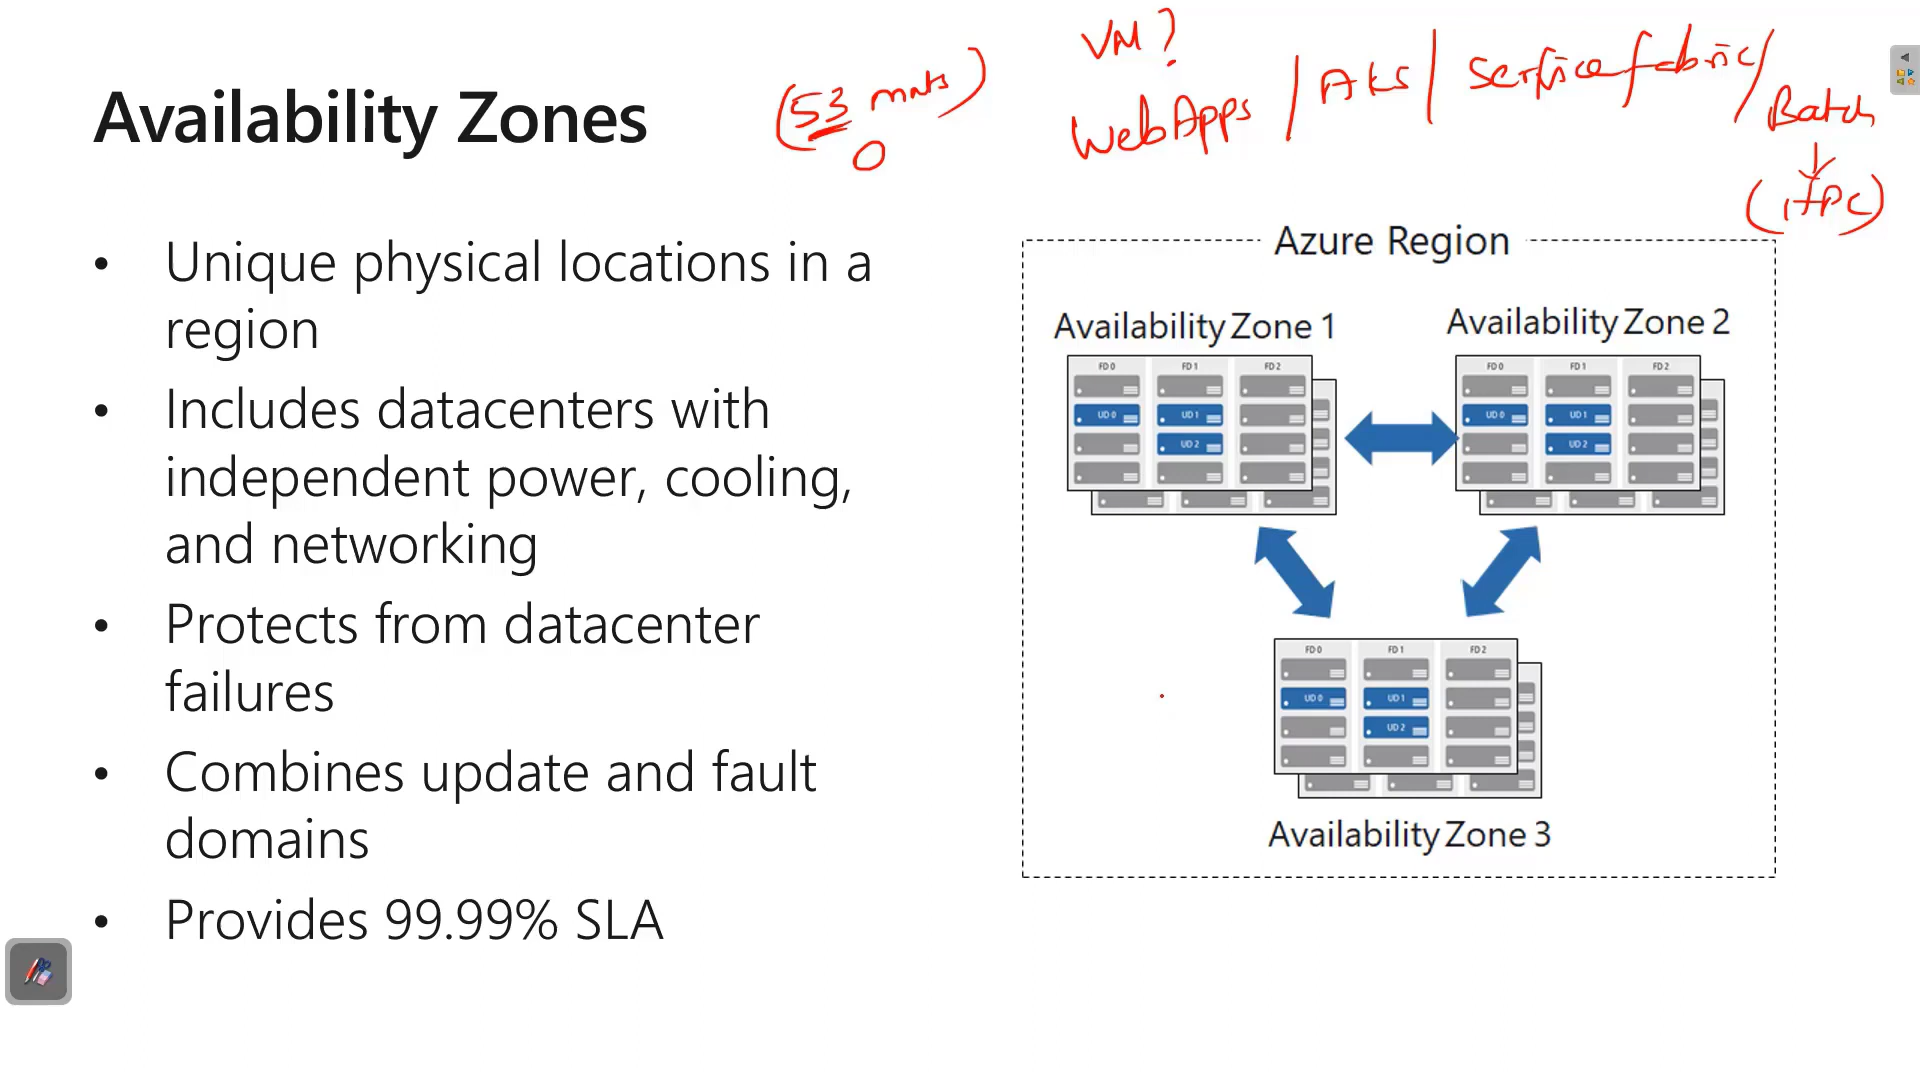 VM ?
(53 mnts)
0
WebApps / AKS / Service fabric / Batch
(HPC)
Availability Zones
• Unique physical locations in a
region
• Includes datacenters with
independent power, cooling,
and networking
• Protects from datacenter
failures
• Combines update and fault
domains
• Provides 99.99% SLA
Azure Region
Availability Zone 1
FD 0 FD 1 FD 2
UD 0 UD 1
UD 2
Availability Zone 2
FD 0 FD 1 FD 2
UD 0 UD 1
UD 2
FD 0 FD 1 FD 2
UD 0 UD 1
UD 2
Availability Zone 3